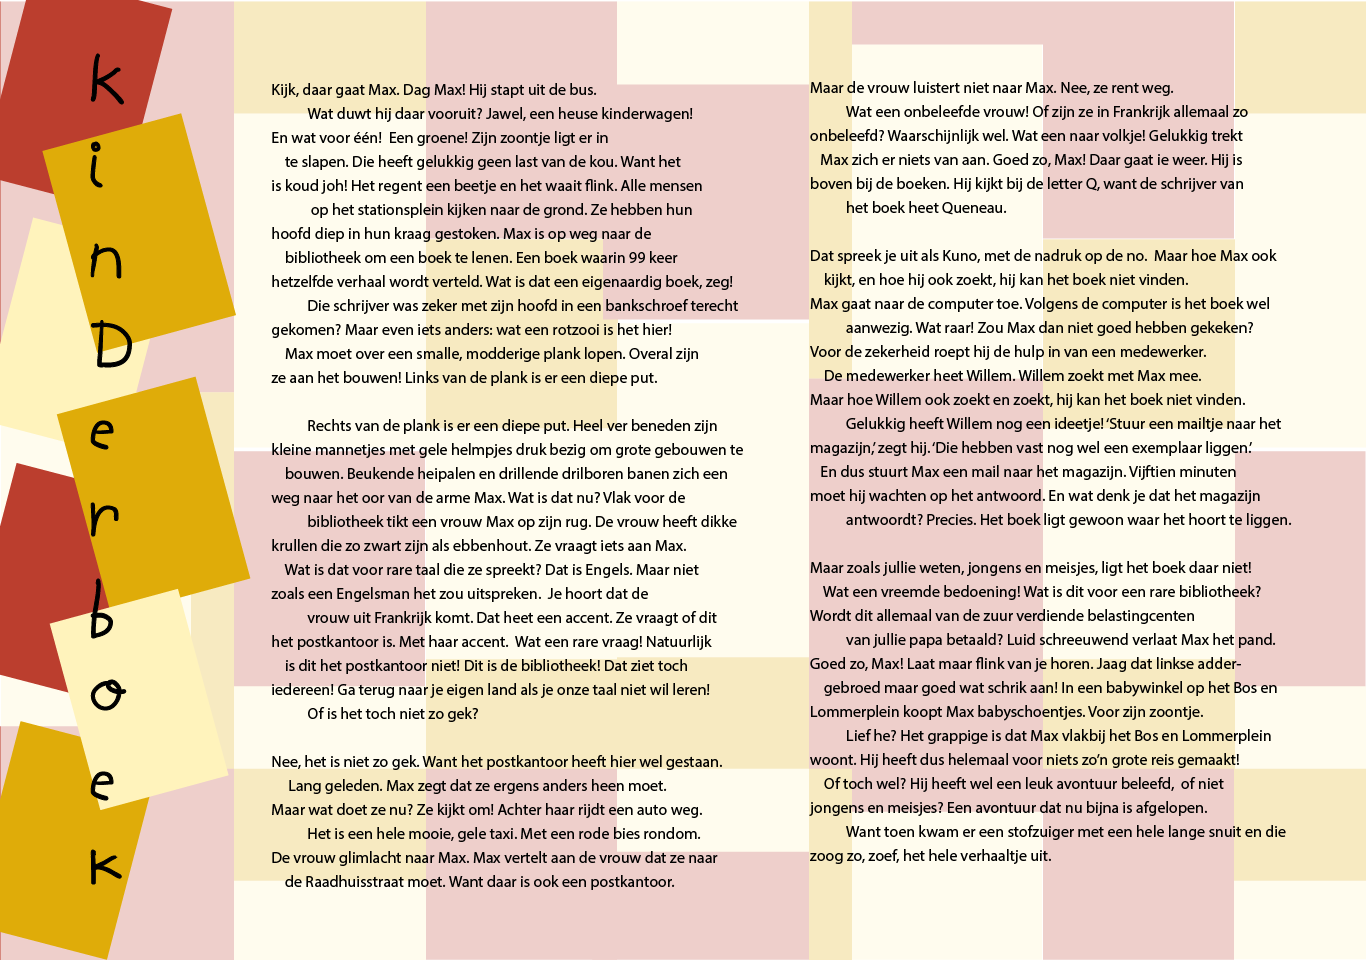 kinDerboek
Kijk, daar gaat Max. Dag Max! Hij stapt uit de bus.
Wat duwt hij daar vooruit? Jawel, een heuse kinderwagen!
En wat voor één! Een groene! Zijn zoontje ligt er in
te slapen. Die heeft gelukkig geen last van de kou. Want het
is koud joh! Het regent een beetje en het waait flink. Alle mensen
op het stationsplein kijken naar de grond. Ze hebben hun
hoofd diep in hun kraag gestoken. Max is op weg naar de
bibliotheek om een boek te lenen. Een boek waarin 99 keer
hetzelfde verhaal wordt verteld. Wat is dat een eigenaardig boek, zeg!
Die schrijver was zeker met zijn hoofd in een bankschroef terecht
gekomen? Maar even iets anders: wat een rotzooi is het hier!
Max moet over een smalle, modderige plank lopen. Overal zijn
ze aan het bouwen! Links van de plank is er een diepe put.
Rechts van de plank is er een diepe put. Heel ver beneden zijn
kleine mannetjes met gele helmpjes druk bezig om grote gebouwen te
bouwen. Beukende heipalen en drillende drilboren banen zich een
weg naar het oor van de arme Max. Wat is dat nu? Vlak voor de
bibliotheek tikt een vrouw Max op zijn rug. De vrouw heeft dikke
krullen die zo zwart zijn als ebbenhout. Ze vraagt iets aan Max.
Wat is dat voor rare taal die ze spreekt? Dat is Engels. Maar niet
zoals een Engelsman het zou uitspreken. Je hoort dat de
vrouw uit Frankrijk komt. Dat heet een accent. Ze vraagt of dit
het postkantoor is. Met haar accent. Wat een rare vraag! Natuurlijk
is dit het postkantoor niet! Dit is de bibliotheek! Dat ziet toch
iedereen! Ga terug naar je eigen land als je onze taal niet wil leren!
Of is het toch niet zo gek?
Nee, het is niet zo gek. Want het postkantoor heeft hier wel gestaan.
Lang geleden. Max zegt dat ze ergens anders heen moet.
Maar wat doet ze nu? Ze kijkt om! Achter haar rijdt een auto weg.
Het is een hele mooie, gele taxi. Met een rode bies rondom.
De vrouw glimlacht naar Max. Max vertelt aan de vrouw dat ze naar
de Raadhuisstraat moet. Want daar is ook een postkantoor.
Maar de vrouw luistert niet naar Max. Nee, ze rent weg.
Wat een onbeleefde vrouw! Of zijn ze in Frankrijk allemaal zo
onbeleefd? Waarschijnlijk wel. Wat een naar volkje! Gelukkig trekt
Max zich er niets van aan. Goed zo, Max! Daar gaat ie weer. Hij is
boven bij de boeken. Hij kijkt bij de letter Q, want de schrijver van
het boek heet Queneau.
Dat spreek je uit als Kuno, met de nadruk op de no. Maar hoe Max ook
kijkt, en hoe hij ook zoekt, hij kan het boek niet vinden.
Max gaat naar de computer toe. Volgens de computer is het boek wel
aanwezig. Wat raar! Zou Max dan niet goed hebben gekeken?
Voor de zekerheid roept hij de hulp in van een medewerker.
De medewerker heet Willem. Willem zoekt met Max mee.
Maar hoe Willem ook zoekt en zoekt, hij kan het boek niet vinden.
Gelukkig heeft Willem nog een ideetje! ‘Stuur een mailtje naar het
magazijn,’ zegt hij. ‘Die hebben vast nog wel een exemplaar liggen.’
En dus stuurt Max een mail naar het magazijn. Vijftien minuten
moet hij wachten op het antwoord. En wat denk je dat het magazijn
antwoordt? Precies. Het boek ligt gewoon waar het hoort te liggen.
Maar zoals jullie weten, jongens en meisjes, ligt het boek daar niet!
Wat een vreemde bedoening! Wat is dit voor een rare bibliotheek?
Wordt dit allemaal van de zuur verdiende belastingcenten
van jullie papa betaald? Luid schreeuwend verlaat Max het pand.
Goed zo, Max! Laat maar flink van je horen. Jaag dat linkse adder-
gebroed maar goed wat schrik aan! In een babywinkel op het Bos en
Lommerplein koopt Max babyschoentjes. Voor zijn zoontje.
Lief he? Het grappige is dat Max vlakbij het Bos en Lommerplein
woont. Hij heeft dus helemaal voor niets zo’n grote reis gemaakt!
Of toch wel? Hij heeft wel een leuk avontuur beleefd, of niet
jongens en meisjes? Een avontuur dat nu bijna is afgelopen.
Want toen kwam er een stofzuiger met een hele lange snuit en die
zoog zo, zoef, het hele verhaaltje uit.